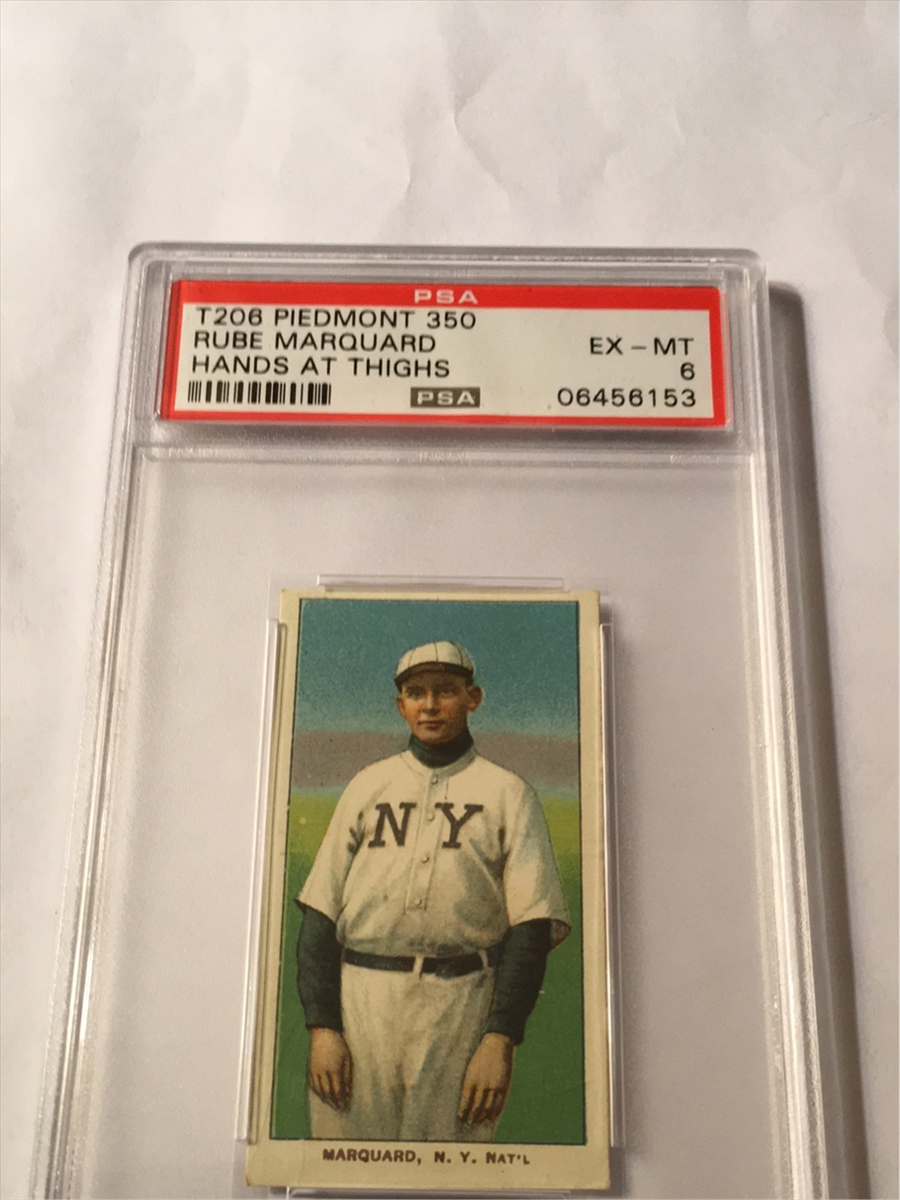 PSA
T206 PIEDMONT 350
RUBE MARQUARD EX - MT
HANDS AT THIGHS 6
PSA 06456153
NY
MARQUARD, N. Y. NAT'L